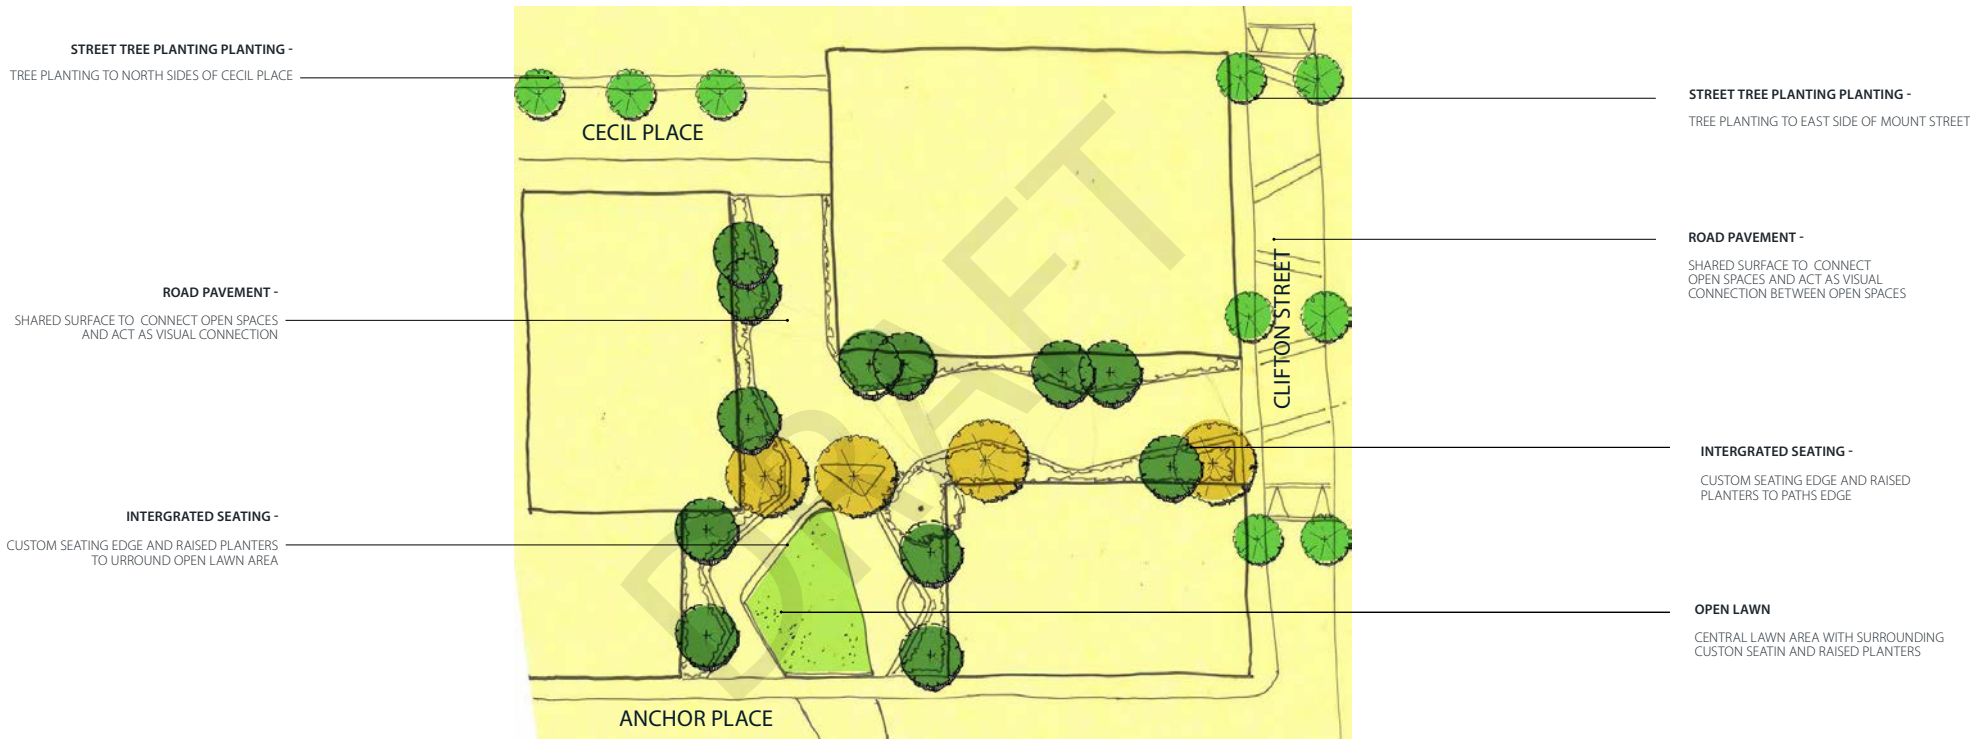 STREET TREE PLANTING PLANTING -
TREE PLANTING TO NORTH SIDES OF CECIL PLACE
ROAD PAVEMENT -
SHARED SURFACE TO CONNECT OPEN SPACES
AND ACT AS VISUAL CONNECTION
INTERGRATED SEATING -
CUSTOM SEATING EDGE AND RAISED PLANTERS
TO URROUND OPEN LAWN AREA
CECIL PLACE
CLIFTON STREET
ANCHOR PLACE
DRAFT
STREET TREE PLANTING PLANTING -
TREE PLANTING TO EAST SIDE OF MOUNT STREET
ROAD PAVEMENT -
SHARED SURFACE TO CONNECT
OPEN SPACES AND ACT AS VISUAL
CONNECTION BETWEEN OPEN SPACES
INTERGRATED SEATING -
CUSTOM SEATING EDGE AND RAISED
PLANTERS TO PATHS EDGE
OPEN LAWN
CENTRAL LAWN AREA WITH SURROUNDING
CUSTON SEATIN AND RAISED PLANTERS